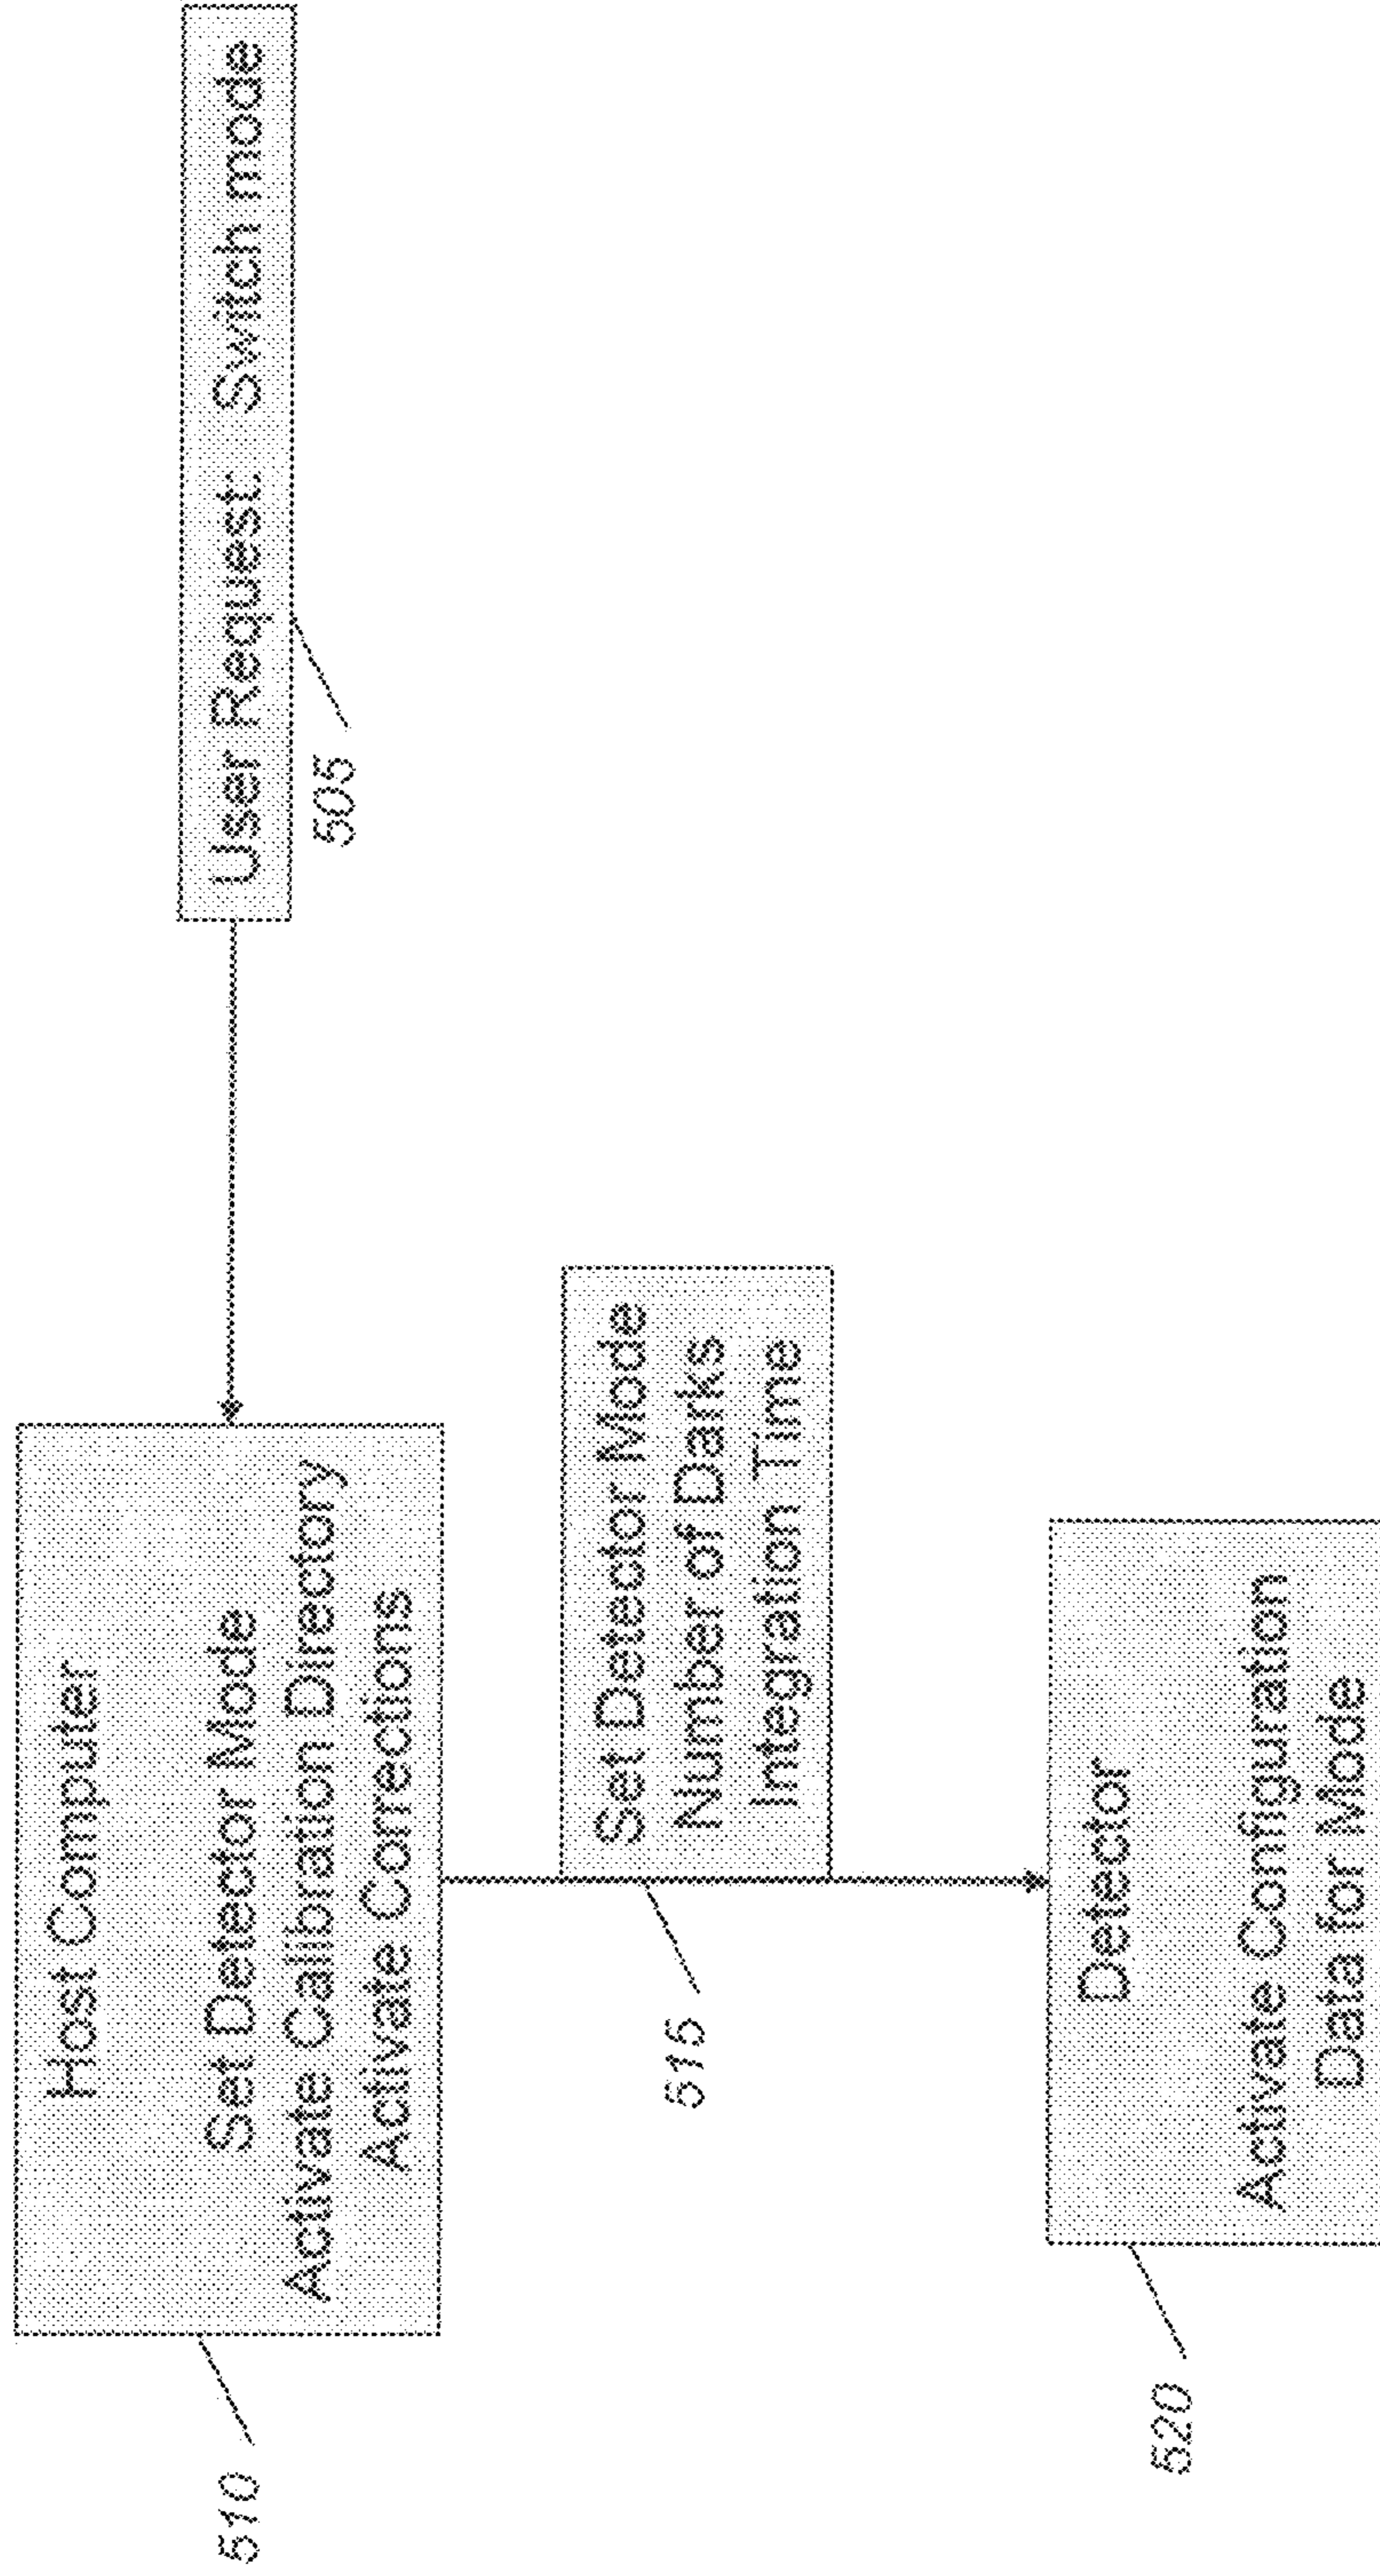 User Request: Switch mode
505
Host Computer
Set Detector Mode
Activate Calibration Directory
Activate Corrections
510
Set Detector Mode
Number of Darks
Integration Time
515
Detector
Activate Configuration
Data for Mode
520